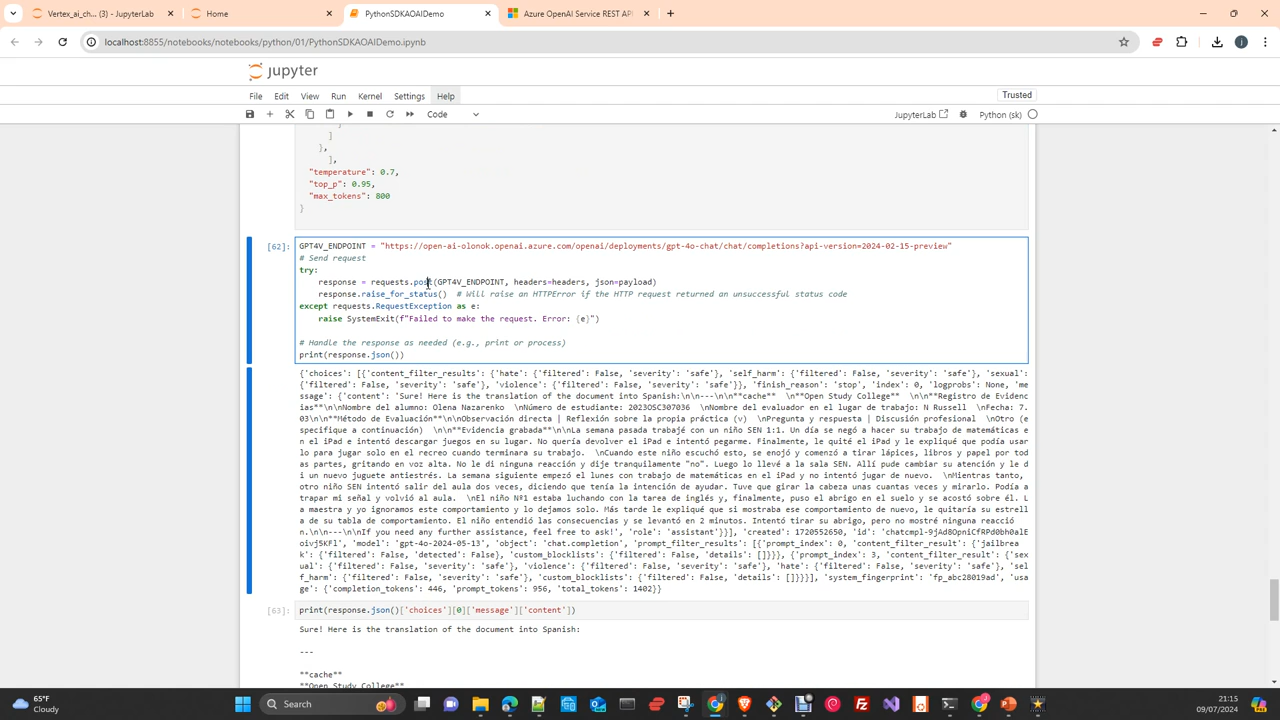 Vertex_ai_ch... (3) - JupyterLab
Home
PythonSDKAOAIDemo
Azure OpenAI Service REST API
localhost:8855/notebooks/notebooks/python/01/PythonSDKAOAIDemo.ipynb
jupyter
File Edit View Run Kernel Settings Help
Trusted
Code
JupyterLab
Python (sk)
]
]
},
],
"temperature": 0.7,
"top_p": 0.95,
"max_tokens": 800
}
[62]: GPT4V_ENDPOINT = "https://open-ai-olonok.openai.azure.com/openai/deployments/gpt-4o-chat/chat/completions?api-version=2024-02-15-preview"
# Send request
try:
response = requests.post(GPT4V_ENDPOINT, headers=headers, json=payload)
response.raise_for_status() # Will raise an HTTPError if the HTTP request returned an unsuccessful status code
except requests.RequestException as e:
raise SystemExit(f"Failed to make the request. Error: {e}")
# Handle the response as needed (e.g., print or process)
print(response.json())
{'choices': [{'content_filter_results': {'hate': {'filtered': False, 'severity': 'safe'}, 'self_harm': {'filtered': False, 'severity': 'safe'}, 'sexual':
{'filtered': False, 'severity': 'safe'}, 'violence': {'filtered': False, 'severity': 'safe'}}, 'finish_reason': 'stop', 'index': 0, 'logprobs': None, 'me
ssage': {'content': 'Sure! Here is the translation of the document into Spanish:\n\n---\n\n**cache**  \n**Open Study College**  \n\n**Registro de Evidenc
ias**\n\nNombre del alumno: Olena Nazarenko  \nNúmero de estudiante: 2023OSC307036  \nNombre del evaluador en el lugar de trabajo: N Russell  \nFecha: 7.
03\n\n**Método de Evaluación**\n\nObservación directa | Reflexión sobre la propia práctica (v)  \nPregunta y respuesta | Discusión profesional  \nOtro (e
specifique a continuación)  \n\n**Evidencia grabada**\n\nLa semana pasada trabajé con un niño SEN 1:1. Un día se negó a hacer su trabajo de matemáticas e
n el iPad e intentó descargar juegos en su lugar. No quería devolver el iPad e intentó pegarme. Finalmente, le quité el iPad y le expliqué que podía usar
lo para jugar solo en el recreo cuando terminara su trabajo.  \nCuando este niño escuchó esto, se enojó y comenzó a tirar lápices, libros y papel por tod
as partes, gritando en voz alta. No le di ninguna reacción y dije tranquilamente "no". Luego lo llevé a la sala SEN. Allí pude cambiar su atención y le d
i un nuevo juguete antiestrés. La semana siguiente empezó el lunes con trabajo de matemáticas en el iPad y no intentó jugar de nuevo.  \nMientras tanto,
otro niño SEN intentó salir del aula dos veces, diciendo que tenía la intención de ayudar. Tuve que girar la cabeza unas cuantas veces y mirarlo. Podía a
trapar mi señal y volvió al aula.  \nEl niño Nº1 estaba luchando con la tarea de inglés y, finalmente, puso el abrigo en el suelo y se acostó sobre él. L
a maestra y yo ignoramos este comportamiento y lo dejamos solo. Más tarde le expliqué que si mostraba ese comportamiento de nuevo, le quitaría su estrell
a de su tabla de comportamiento. El niño entendió las consecuencias y se levantó en 2 minutos. Intentó tirar su abrigo, pero no mostré ninguna reacció
n.\n\n---\n\nIf you need any further assistance, feel free to ask!', 'role': 'assistant'}}], 'created': 1720552650, 'id': 'chatcmpl-9jAd8OpniCfRPd0bh0alE
oivj5KFl', 'model': 'gpt-4o-2024-05-13', 'object': 'chat.completion', 'prompt_filter_results': [{'prompt_index': 0, 'content_filter_result': {'jailbrea
k': {'filtered': False, 'detected': False}, 'custom_blocklists': {'filtered': False, 'details': []}}}, {'prompt_index': 3, 'content_filter_result': {'sex
ual': {'filtered': False, 'severity': 'safe'}, 'violence': {'filtered': False, 'severity': 'safe'}, 'hate': {'filtered': False, 'severity': 'safe'}, 'sel
f_harm': {'filtered': False, 'severity': 'safe'}, 'custom_blocklists': {'filtered': False, 'details': []}}}], 'system_fingerprint': 'fp_abc28019ad', 'usa
ge': {'completion_tokens': 446, 'prompt_tokens': 956, 'total_tokens': 1402}}
[63]: print(response.json()['choices'][0]['message']['content'])
Sure! Here is the translation of the document into Spanish:
---
**cache**
**Open Study College**
65°F
Cloudy
Search
21:15
09/07/2024